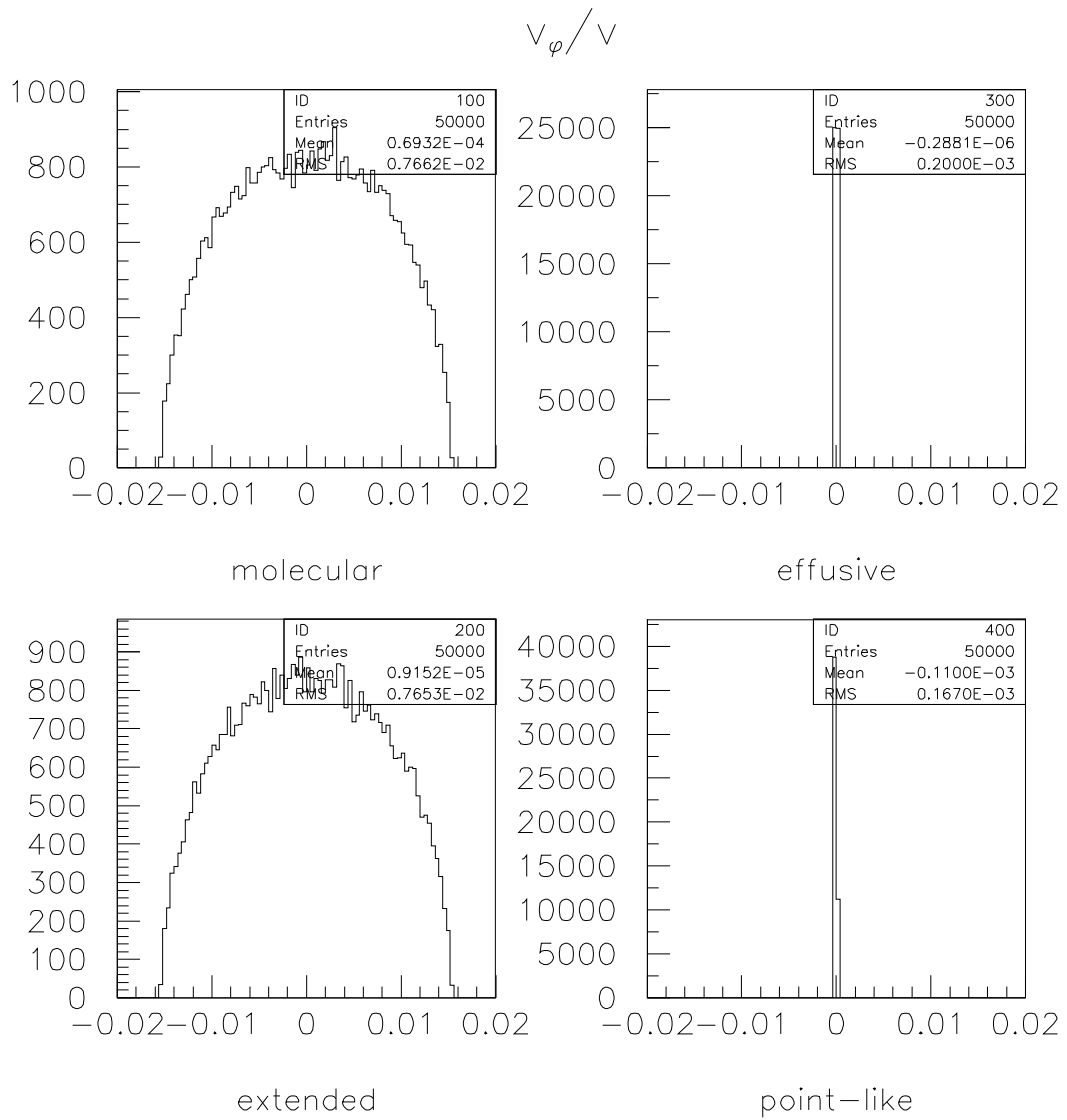 Vφ/V
ID 100
Entries 50000
Mean 0.6932E-04
RMS 0.7662E-02
1000
800
600
400
200
0
-0.02 -0.01 0 0.01 0.02
molecular
ID 300
Entries 50000
Mean -0.2881E-06
RMS 0.2000E-03
25000
20000
15000
10000
5000
0
-0.02 -0.01 0 0.01 0.02
effusive
ID 200
Entries 50000
Mean 0.9152E-05
RMS 0.7653E-02
900
800
700
600
500
400
300
200
100
0
-0.02 -0.01 0 0.01 0.02
extended
ID 400
Entries 50000
Mean -0.1100E-03
RMS 0.1670E-03
40000
35000
30000
25000
20000
15000
10000
5000
0
-0.02 -0.01 0 0.01 0.02
point-like